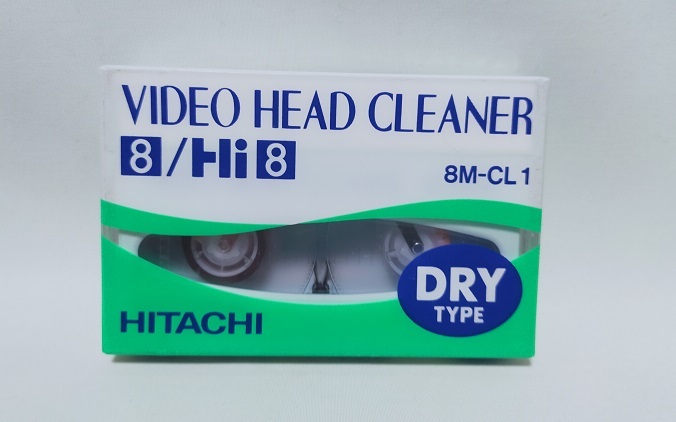 VIDEO HEAD CLEANER
8/Hi8
8M-CL1
DRY
TYPE
HITACHI